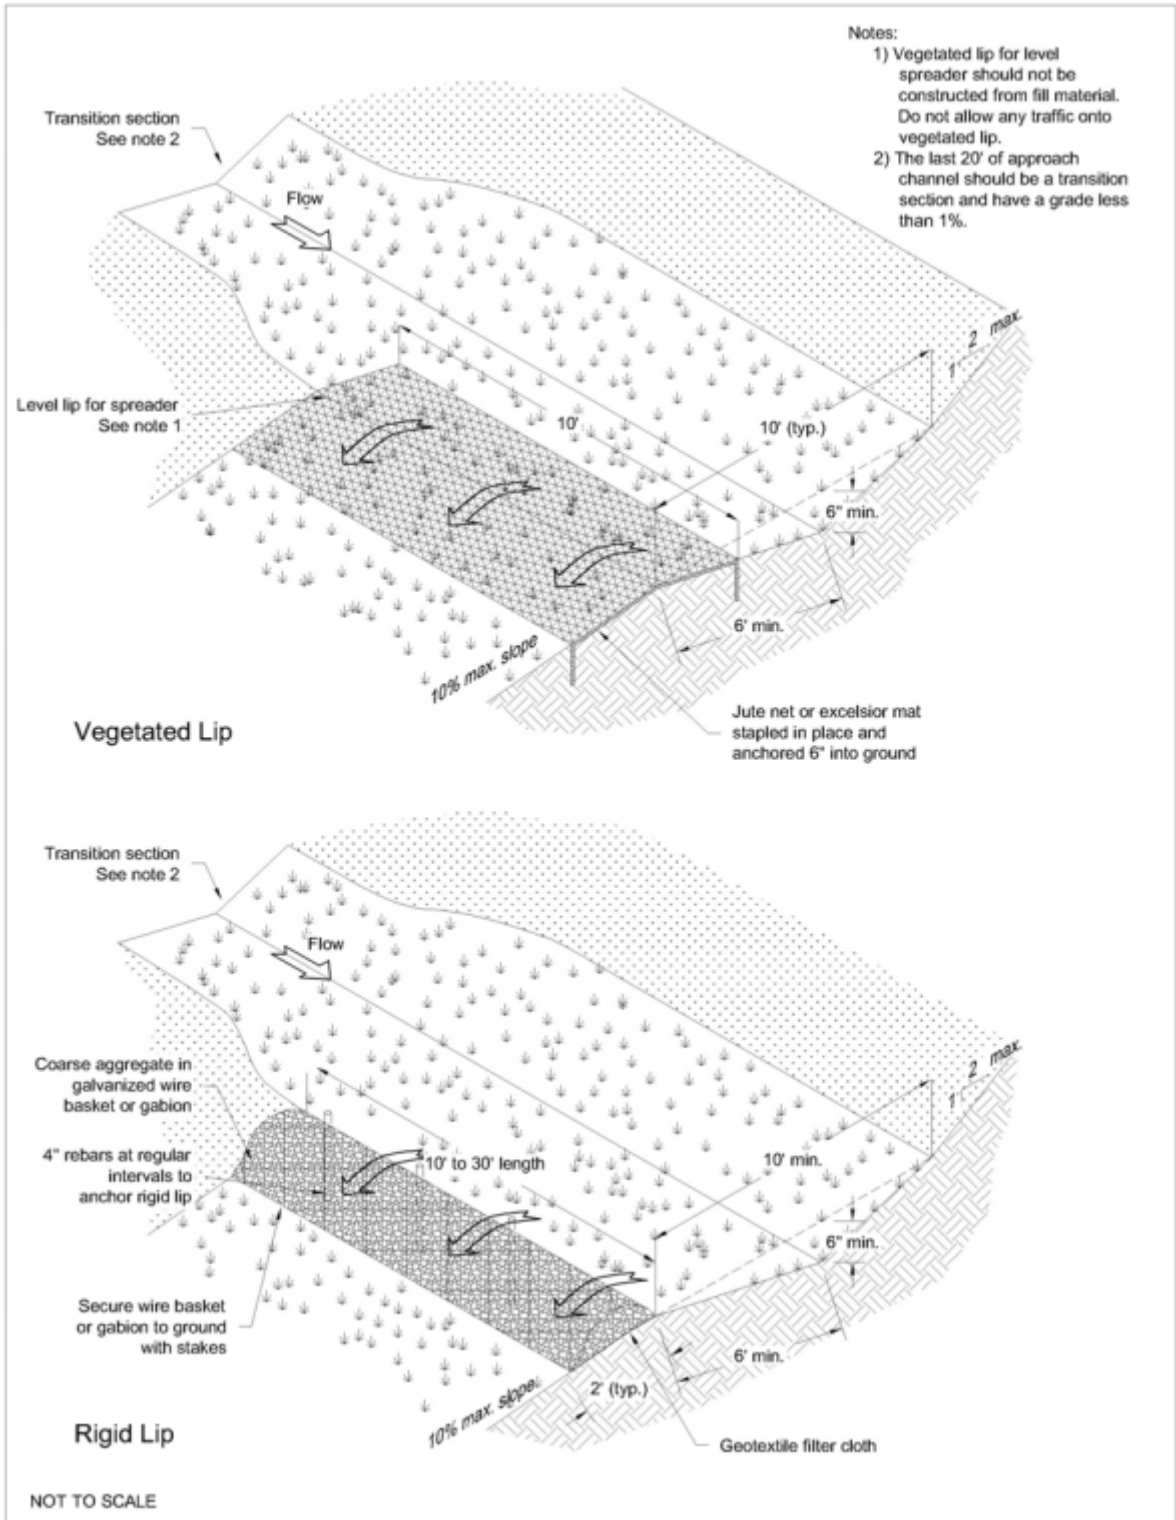 Notes:
1) Vegetated lip for level
spreader should not be
constructed from fill material.
Do not allow any traffic onto
vegetated lip.
2) The last 20' of approach
channel should be a transition
section and have a grade less
than 1%.
Transition section
See note 2
Flow
2 max.
1
Level lip for spreader
See note 1
10'
10' (typ.)
6" min.
6' min.
10% max. slope
Vegetated Lip
Jute net or excelsior mat
stapled in place and
anchored 6" into ground
Transition section
See note 2
Flow
2 max.
1
Coarse aggregate in
galvanized wire
basket or gabion
4" rebars at regular
intervals to
anchor rigid lip
10' to 30' length
10' min.
6" min.
Secure wire basket
or gabion to ground
with stakes
6' min.
2' (typ.)
10% max. slope
Rigid Lip
Geotextile filter cloth
NOT TO SCALE